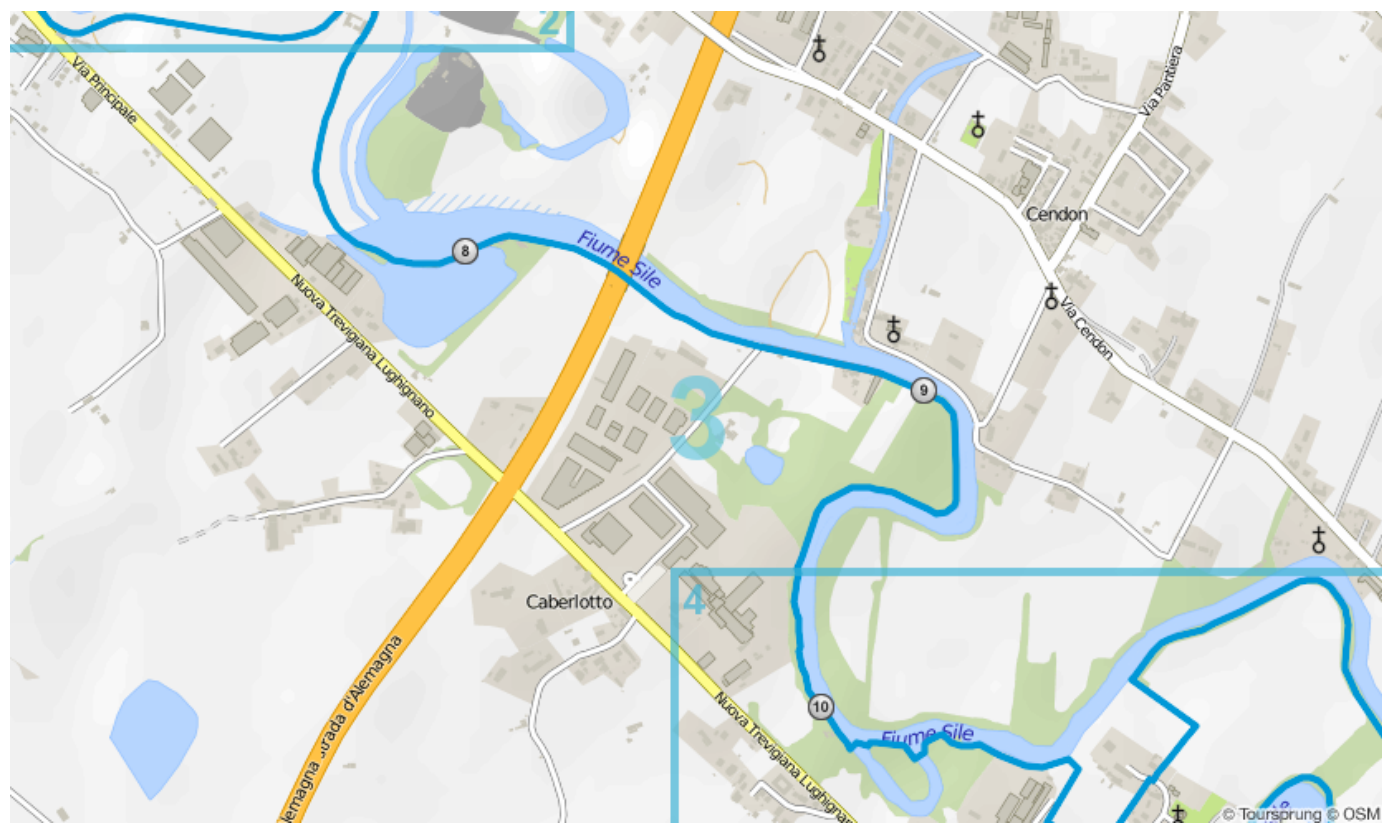 2
Via Principale
Via Pantiera
Cendon
8
Fiume Sile
Nuova Trevigiana Lughignano
Via Cendon
9
3
4
Caberlotto
Alemagna Strada d'Alemagna
10
Fiume Sile
Nuova Trevigiana Lughignan
© Toursprung © OSM